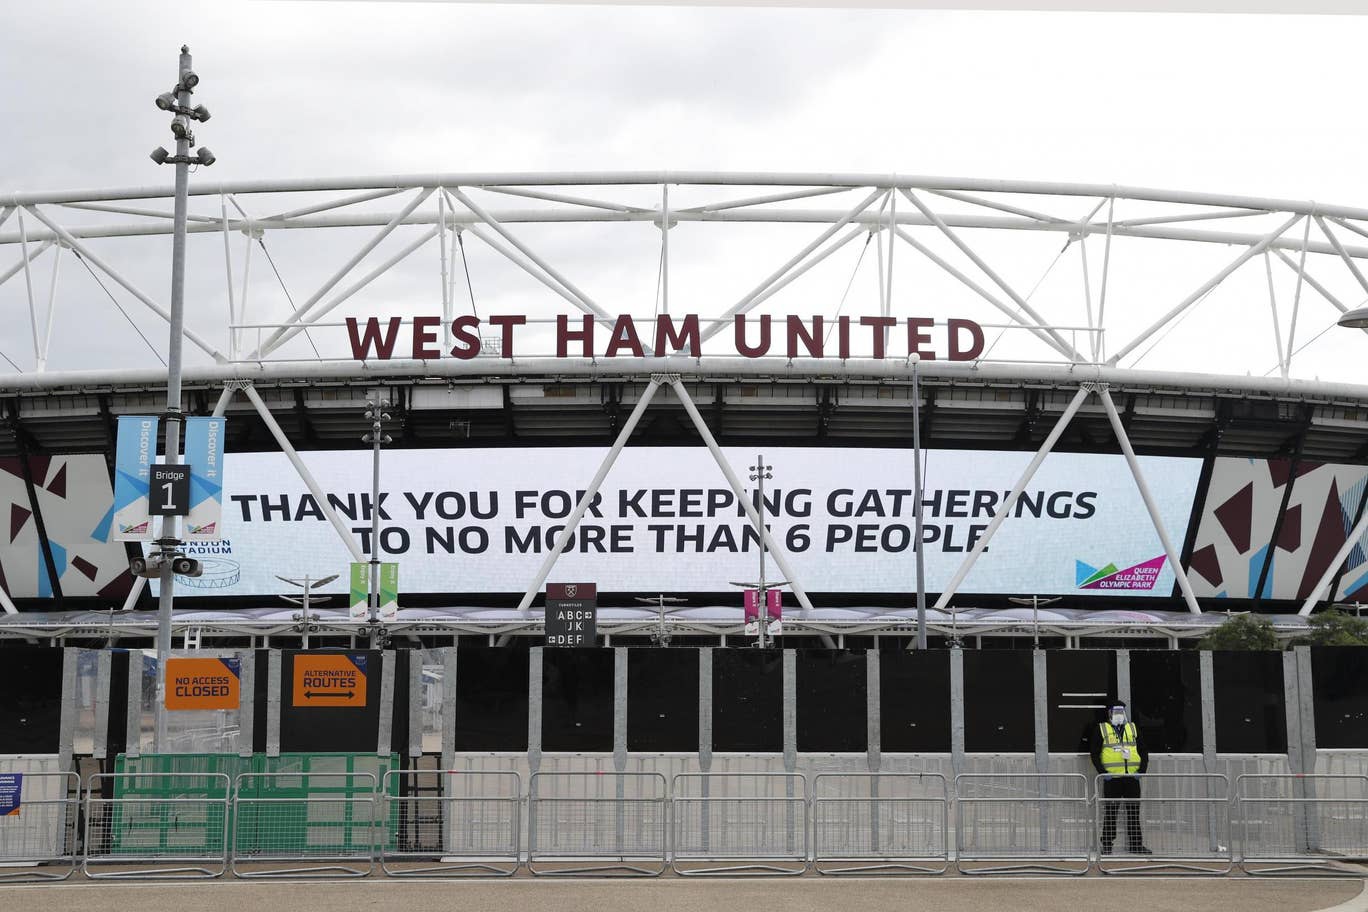 WEST HAM UNITED
Discover it
Discover it
Bridge
1
THANK YOU FOR KEEPING GATHERINGS
TO NO MORE THAN 6 PEOPLE
LONDON
STADIUM
QUEEN
ELIZABETH
OLYMPIC PARK
ABC
JK
DEF
NO ACCESS
CLOSED
ALTERNATIVE
ROUTES